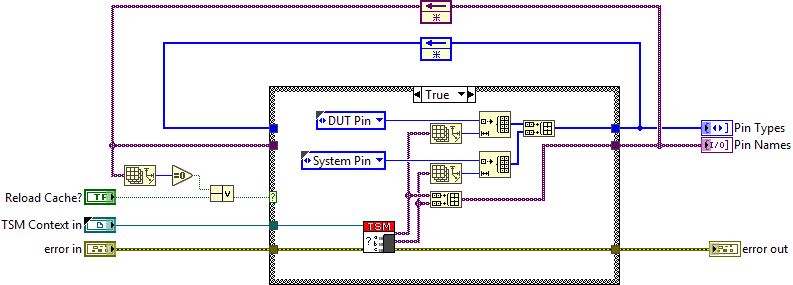 True
DUT Pin
System Pin
Pin Types
I/O
Pin Names
=0
V
Reload Cache?
TF
?
TSM Context in
TSM
?
error in
error out